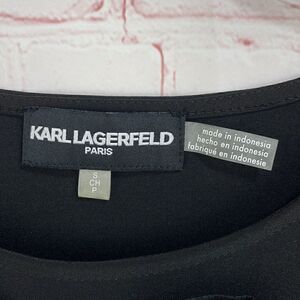 KARL LAGERFELD
PARIS
S
CH
P
made in indonesia
hecho en indonesia
fabriqué en indonesie